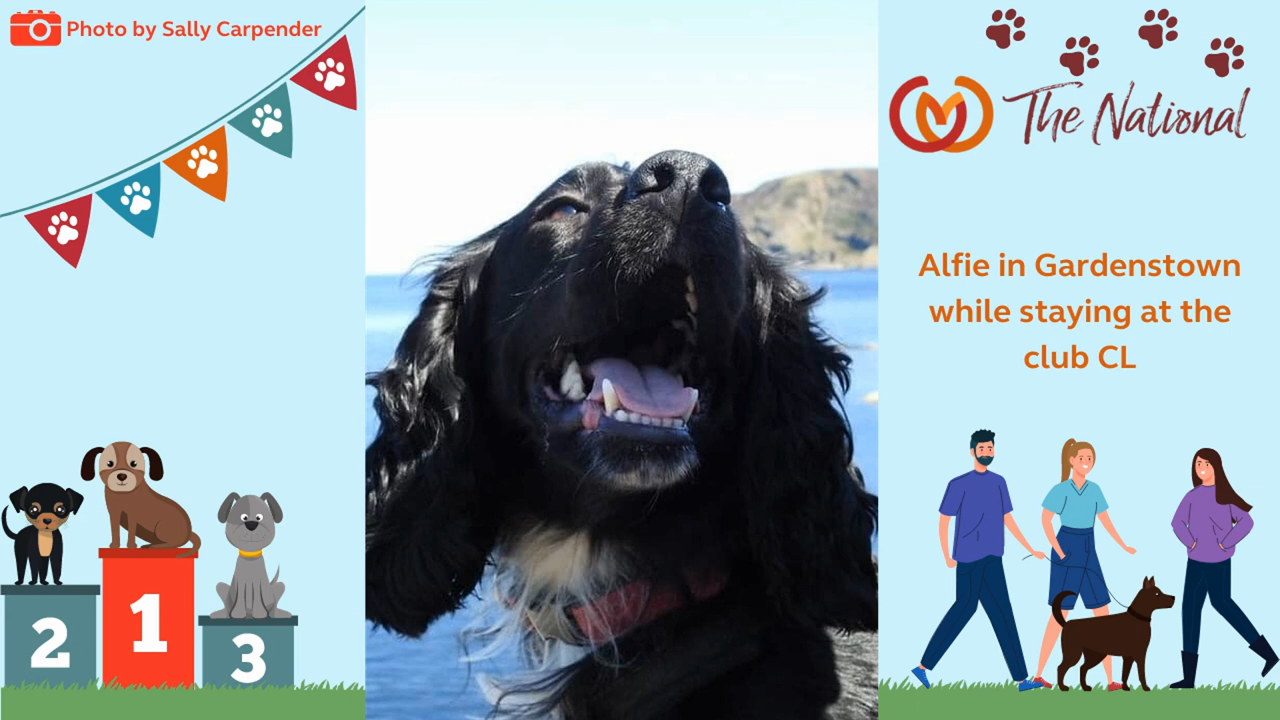 Photo by Sally Carpender
The National
Alfie in Gardenstown
while staying at the
club CL
2
1
3